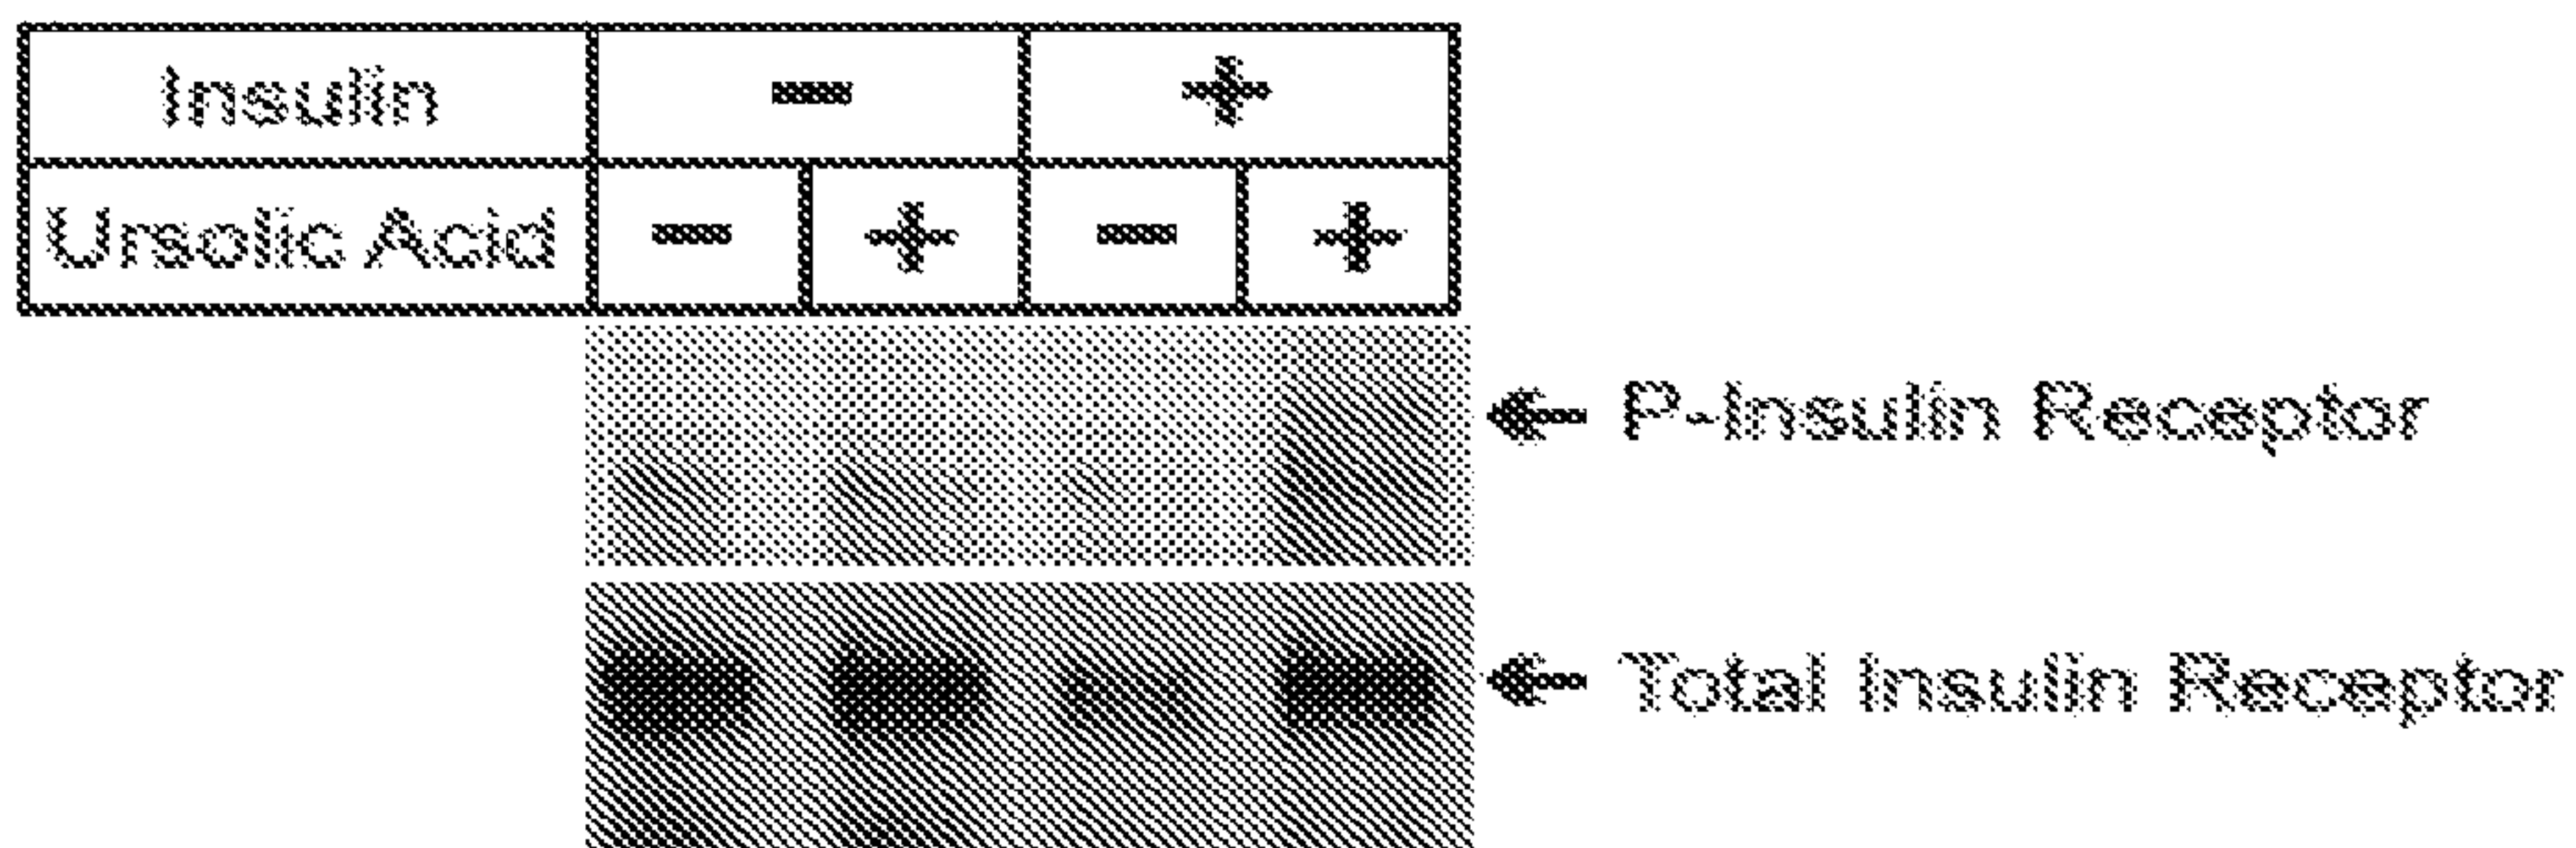 Insulin − +
Ursolic Acid − + − +
P-Insulin Receptor
Total Insulin Receptor